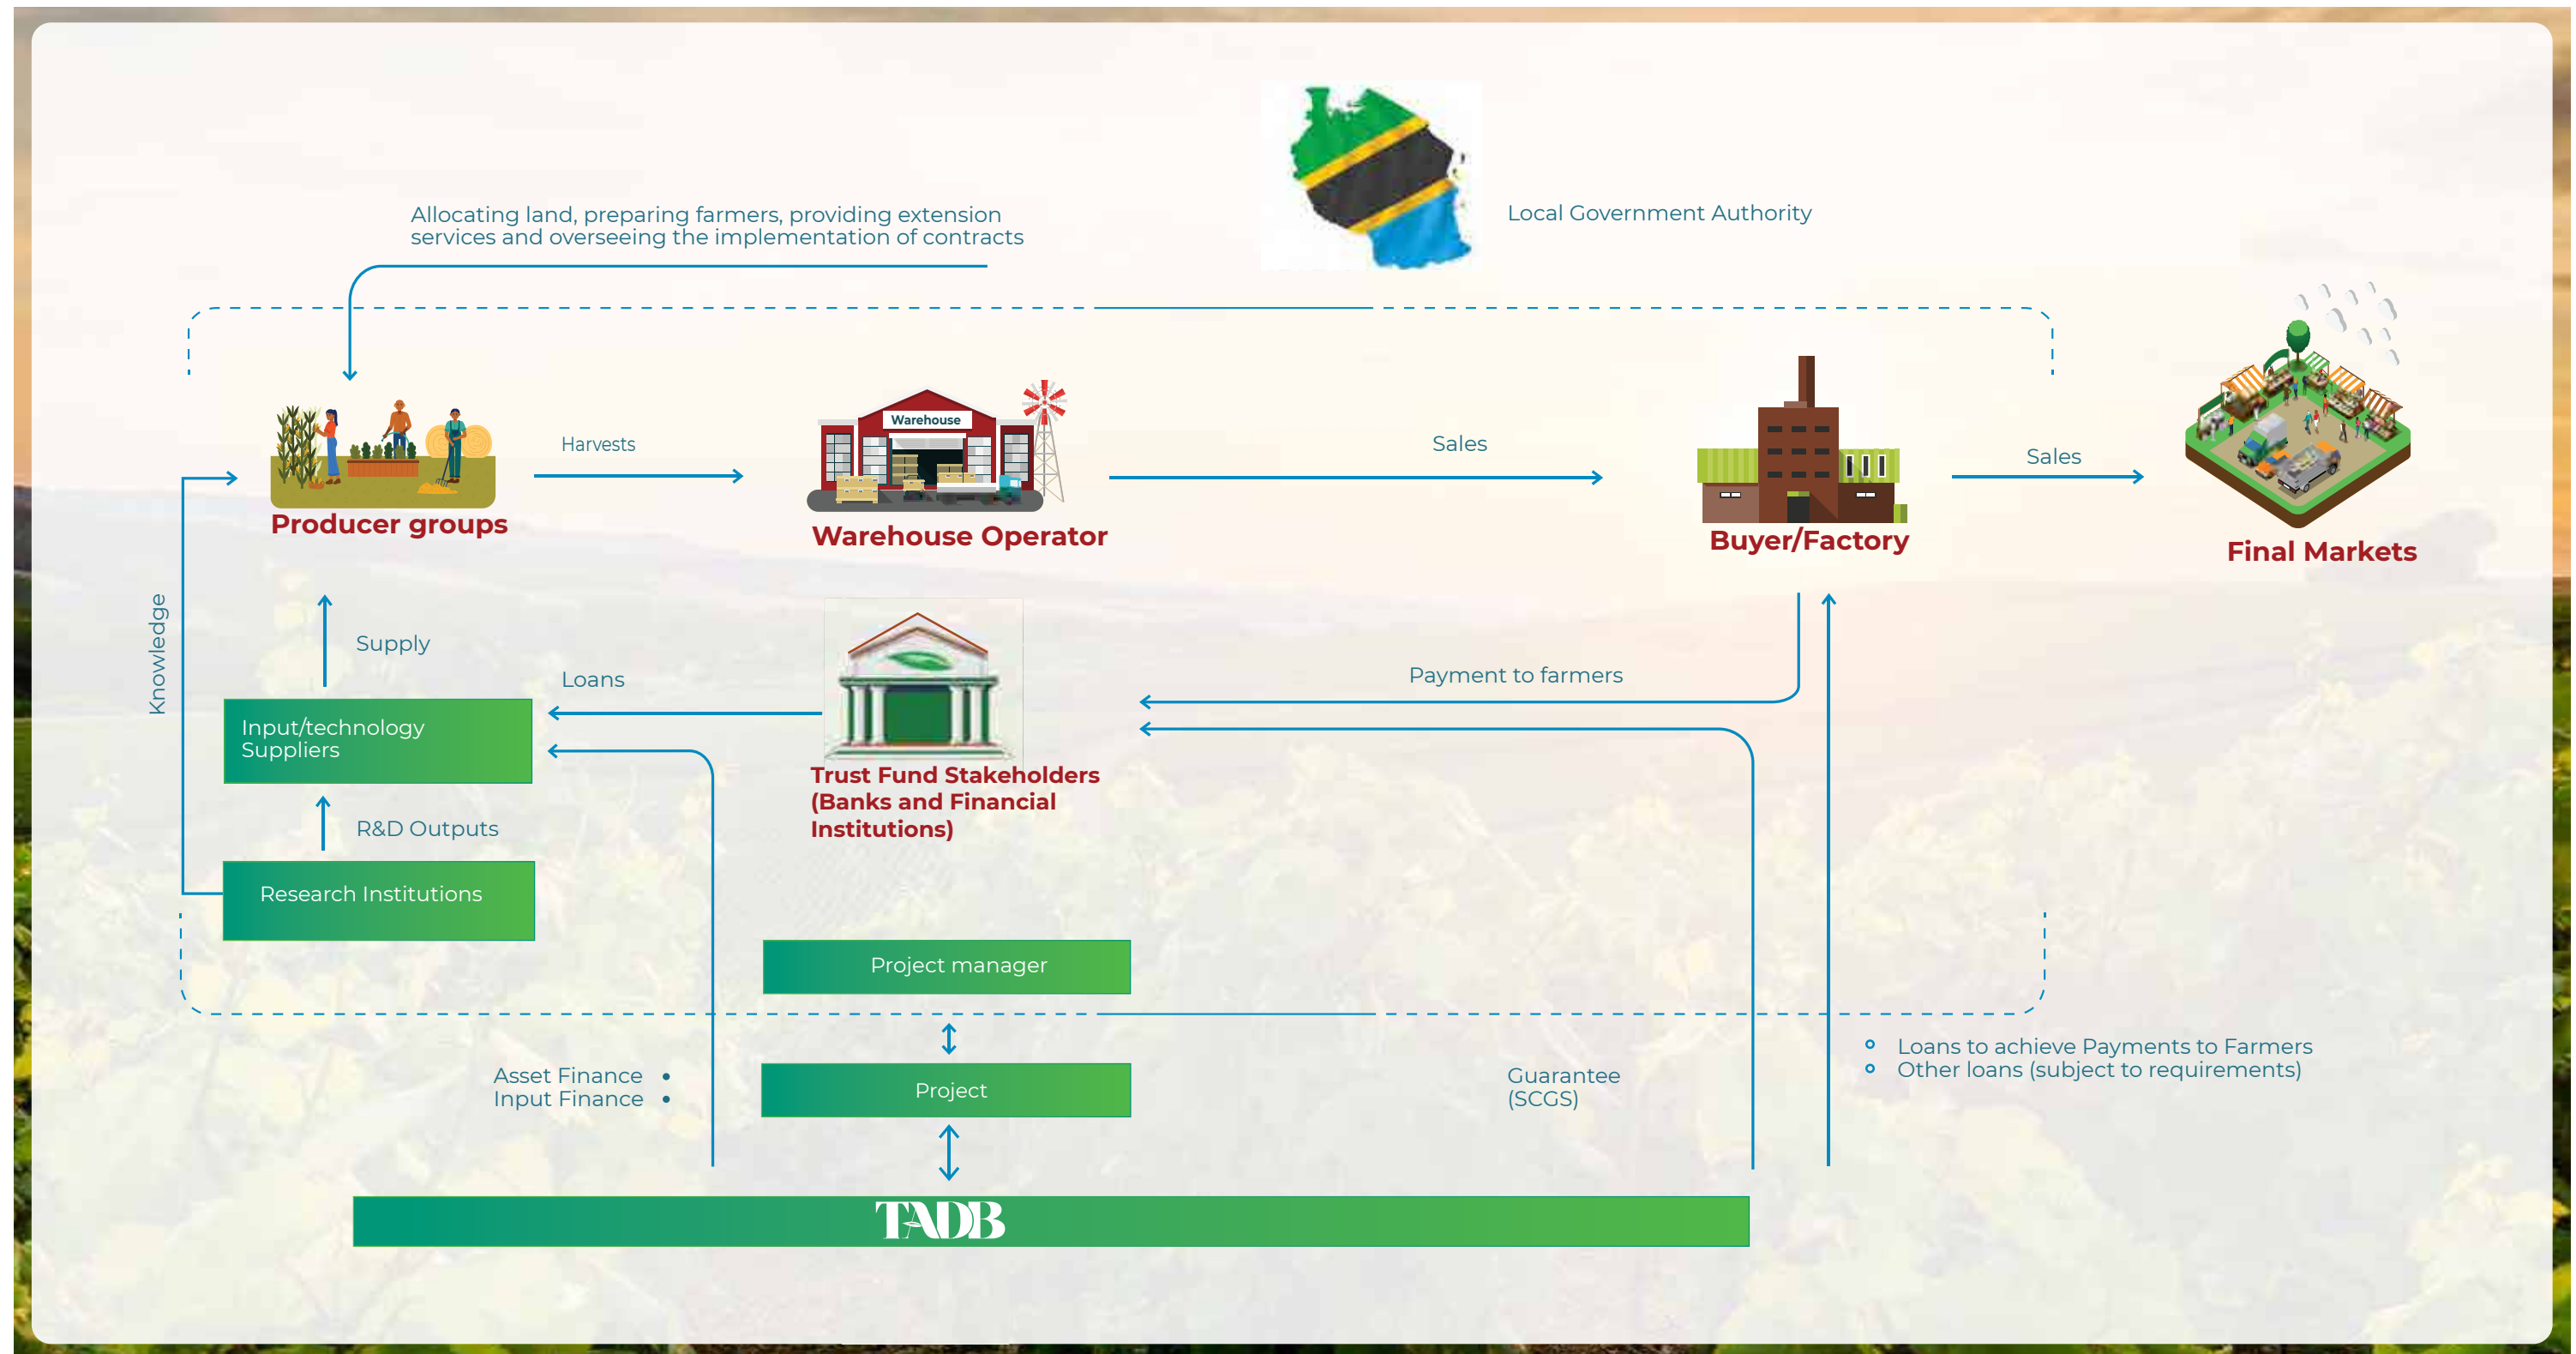 Allocating land, preparing farmers, providing extension
services and overseeing the implementation of contracts
Local Government Authority
Warehouse
Harvests
Sales
Sales
Producer groups
Warehouse Operator
Buyer/Factory
Final Markets
Knowledge
Supply
Loans
Payment to farmers
Input/technology
Suppliers
Trust Fund Stakeholders
(Banks and Financial
Institutions)
R&D Outputs
Research Institutions
Project manager
Asset Finance •
Input Finance •
Project
Guarantee
(SCGS)
Loans to achieve Payments to Farmers
Other loans (subject to requirements)
TADB